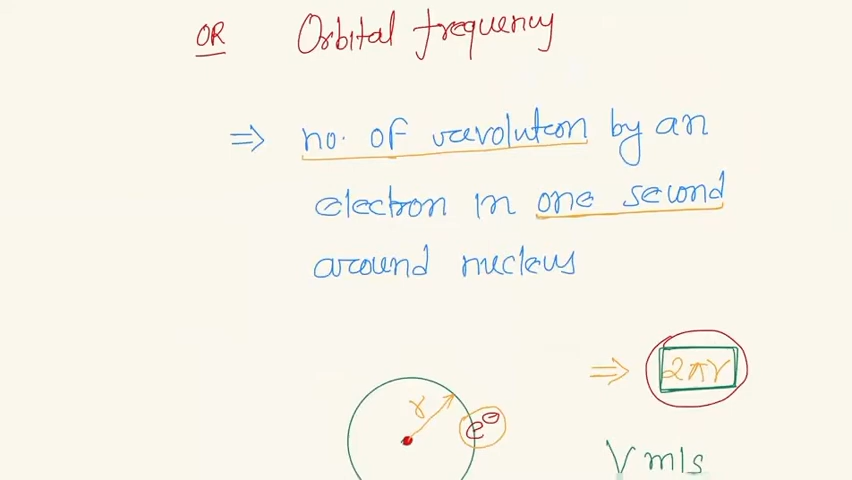 OR Orbital frequency
⇒ no. of revolution by an
electron in one second
around nucleus
⇒ 2πr
r
e⊖
V m/s